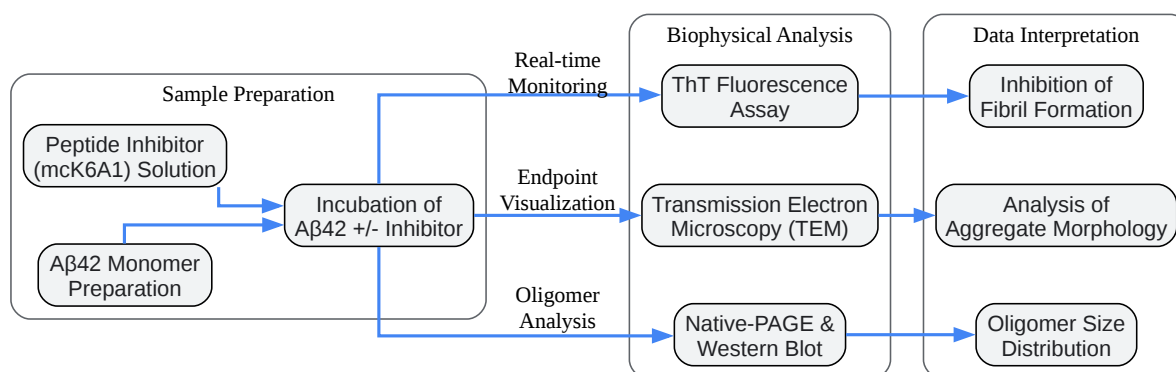 Sample Preparation
Peptide Inhibitor
(mcK6A1) Solution
Aβ42 Monomer
Preparation
Incubation of
Aβ42 +/- Inhibitor
Real-time
Monitoring
Endpoint
Visualization
Oligomer
Analysis
Biophysical Analysis
ThT Fluorescence
Assay
Transmission Electron
Microscopy (TEM)
Native-PAGE &
Western Blot
Data Interpretation
Inhibition of
Fibril Formation
Analysis of
Aggregate Morphology
Oligomer Size
Distribution